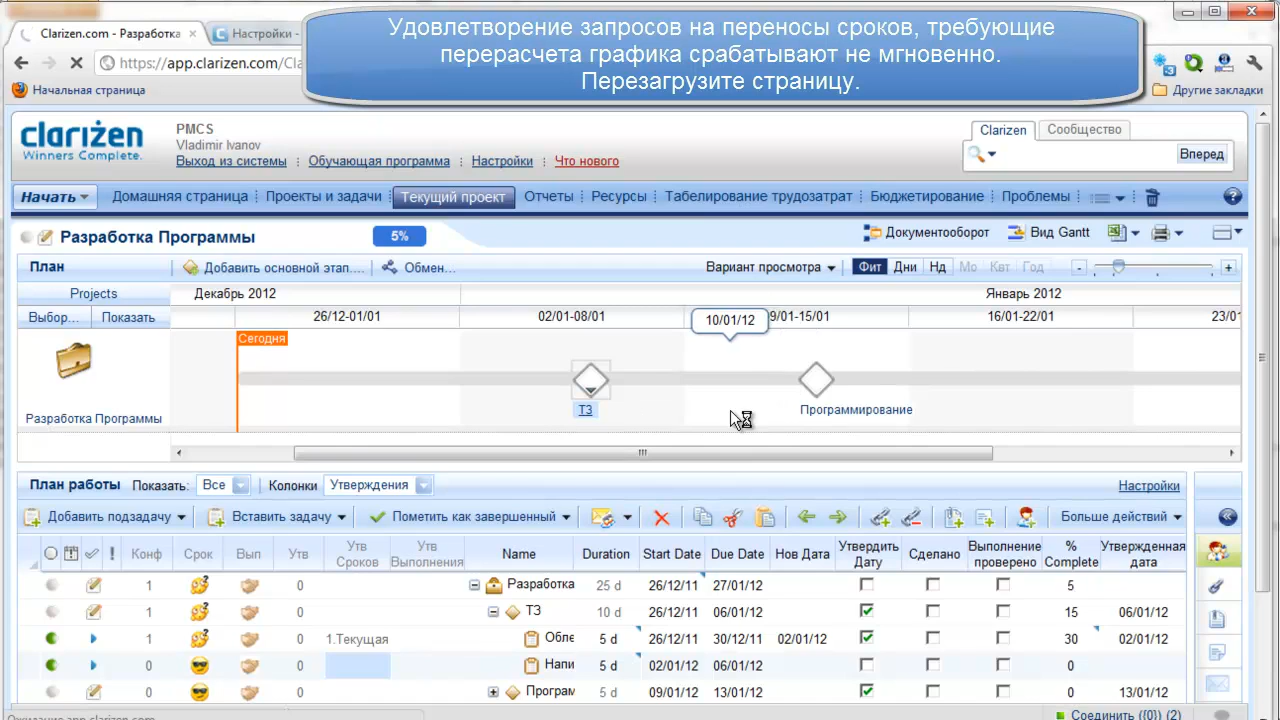 Удовлетворение запросов на переносы сроков, требующие
перерасчета графика срабатывают не мгновенно.
Перезагрузите страницу.
Clarizen.com - Разработка
Настройки -
https://app.clarizen.com/Cla
Начальная страница
Другие закладки
clarizen
Winners Complete.
PMCS
Vladimir Ivanov
Выход из системы Обучающая программа Настройки Что нового
Clarizen Сообщество
Вперед
Начать Домашняя страница Проекты и задачи Текущий проект Отчеты Ресурсы Табелирование трудозатрат Бюджетирование Проблемы
Разработка Программы 5% Документооборот Вид Gantt
План Добавить основной этап.... Обмен... Вариант просмотра Фит Дни Нд Мо Квт Год
Projects Декабрь 2012 Январь 2012
Выбор... Показать 26/12-01/01 02/01-08/01 9/01-15/01 16/01-22/01 23/01
10/01/12
Сегодня
Разработка Программы
ТЗ
Программирование
План работы Показать: Все Колонки Утверждения Настройки
Добавить подзадачу Вставить задачу Пометить как завершенный Больше действий
! Конф Срок Вып Утв Утв Сроков Утв Выполнения Name Duration Start Date Due Date Нов Дата Утвердить Дату Сделано Выполнение проверено % Complete Утвержденная дата
1 0 Разработка 25 d 26/12/11 27/01/12 5
1 0 ТЗ 10 d 26/12/11 06/01/12 15 06/01/12
1 0 1.Текущая Обле 5 d 26/12/11 30/12/11 02/01/12 30 02/01/12
0 0 Напи 5 d 02/01/12 06/01/12 0
0 0 Програм 5 d 09/01/12 13/01/12 0 13/01/12
Соединить ({0}) (2)